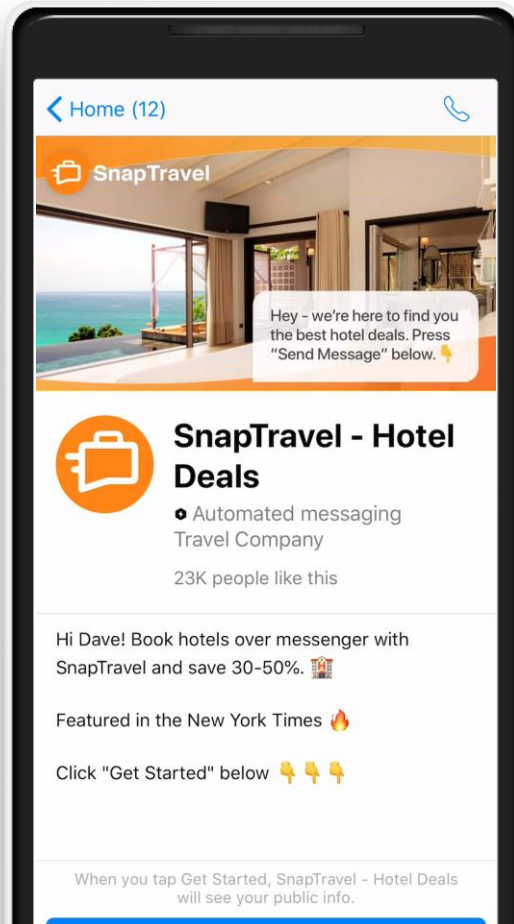 Home (12)
SnapTravel
Hey - we're here to find you
the best hotel deals. Press
"Send Message" below. 👇
SnapTravel - Hotel
Deals
Automated messaging
Travel Company
23K people like this
Hi Dave! Book hotels over messenger with
SnapTravel and save 30-50%. 🏨
Featured in the New York Times 🔥
Click "Get Started" below 👇👇👇
When you tap Get Started, SnapTravel - Hotel Deals
will see your public info.